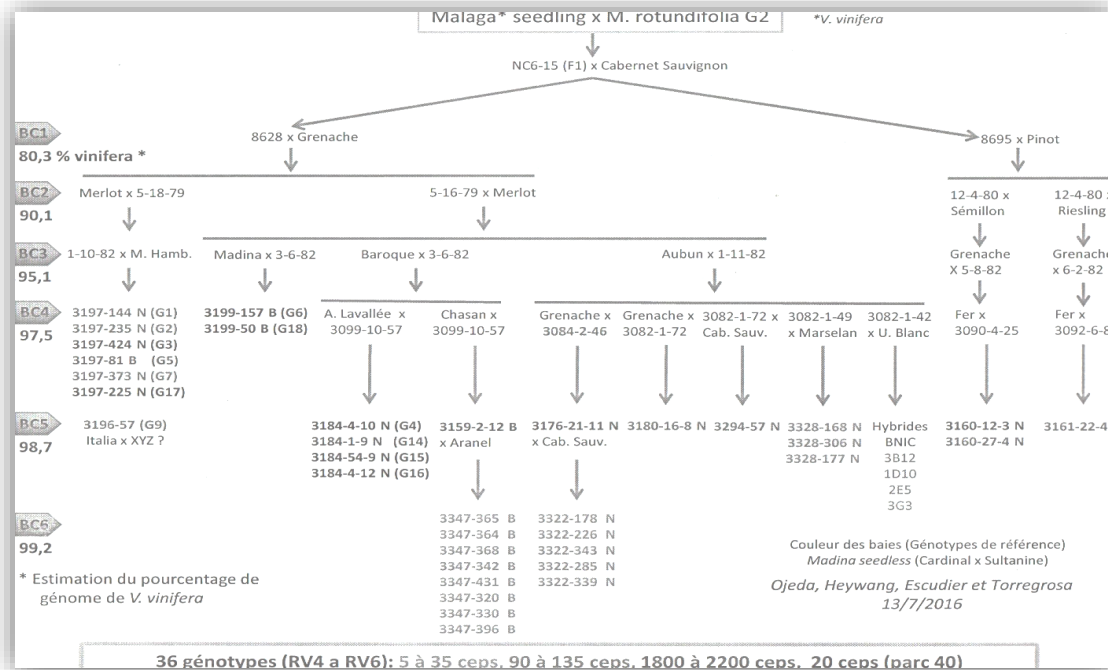 Malaga* seedling x M. rotundifolia G2
*V. vinifera
NC6-15 (F1) x Cabernet Sauvignon
BC1
8628 x Grenache
8695 x Pinot
80,3 % vinifera *
BC2
Merlot x 5-18-79
5-16-79 x Merlot
12-4-80 x
Sémillon
12-4-80 x
Riesling
90,1
BC3
1-10-82 x M. Hamb.
Madina x 3-6-82
Baroque x 3-6-82
Aubun x 1-11-82
Grenache
X 5-8-82
Grenache
x 6-2-82
95,1
BC4
97,5
3197-144 N (G1)
3197-235 N (G2)
3197-424 N (G3)
3197-81 B (G5)
3197-373 N (G7)
3197-225 N (G17)
3199-157 B (G6)
3199-50 B (G18)
A. Lavallée x
3099-10-57
Chasan x
3099-10-57
Grenache x
3084-2-46
Grenache x
3082-1-72
3082-1-72 x
Cab. Sauv.
3082-1-49
x Marselan
3082-1-42
x U. Blanc
Fer x
3090-4-25
Fer x
3092-6-8
BC5
98,7
3196-57 (G9)
Italia x XYZ ?
3184-4-10 N (G4)
3184-1-9 N (G14)
3184-54-9 N (G15)
3184-4-12 N (G16)
3159-2-12 B
x Aranel
3176-21-11 N
x Cab. Sauv.
3180-16-8 N
3294-57 N
3328-168 N
3328-306 N
3328-177 N
Hybrides
BNIC
3B12
1D10
2E5
3G3
3160-12-3 N
3160-27-4 N
3161-22-4
BC6
99,2
3347-365 B
3347-364 B
3347-368 B
3347-342 B
3347-431 B
3347-320 B
3347-330 B
3347-396 B
3322-178 N
3322-226 N
3322-343 N
3322-285 N
3322-339 N
* Estimation du pourcentage de
génome de V. vinifera
Couleur des baies (Génotypes de référence)
Madina seedless (Cardinal x Sultanine)
Ojeda, Heywang, Escudier et Torregrosa
13/7/2016
36 génotypes (RV4 a RV6): 5 à 35 ceps, 90 à 135 ceps, 1800 à 2200 ceps, 20 ceps (parc 40)